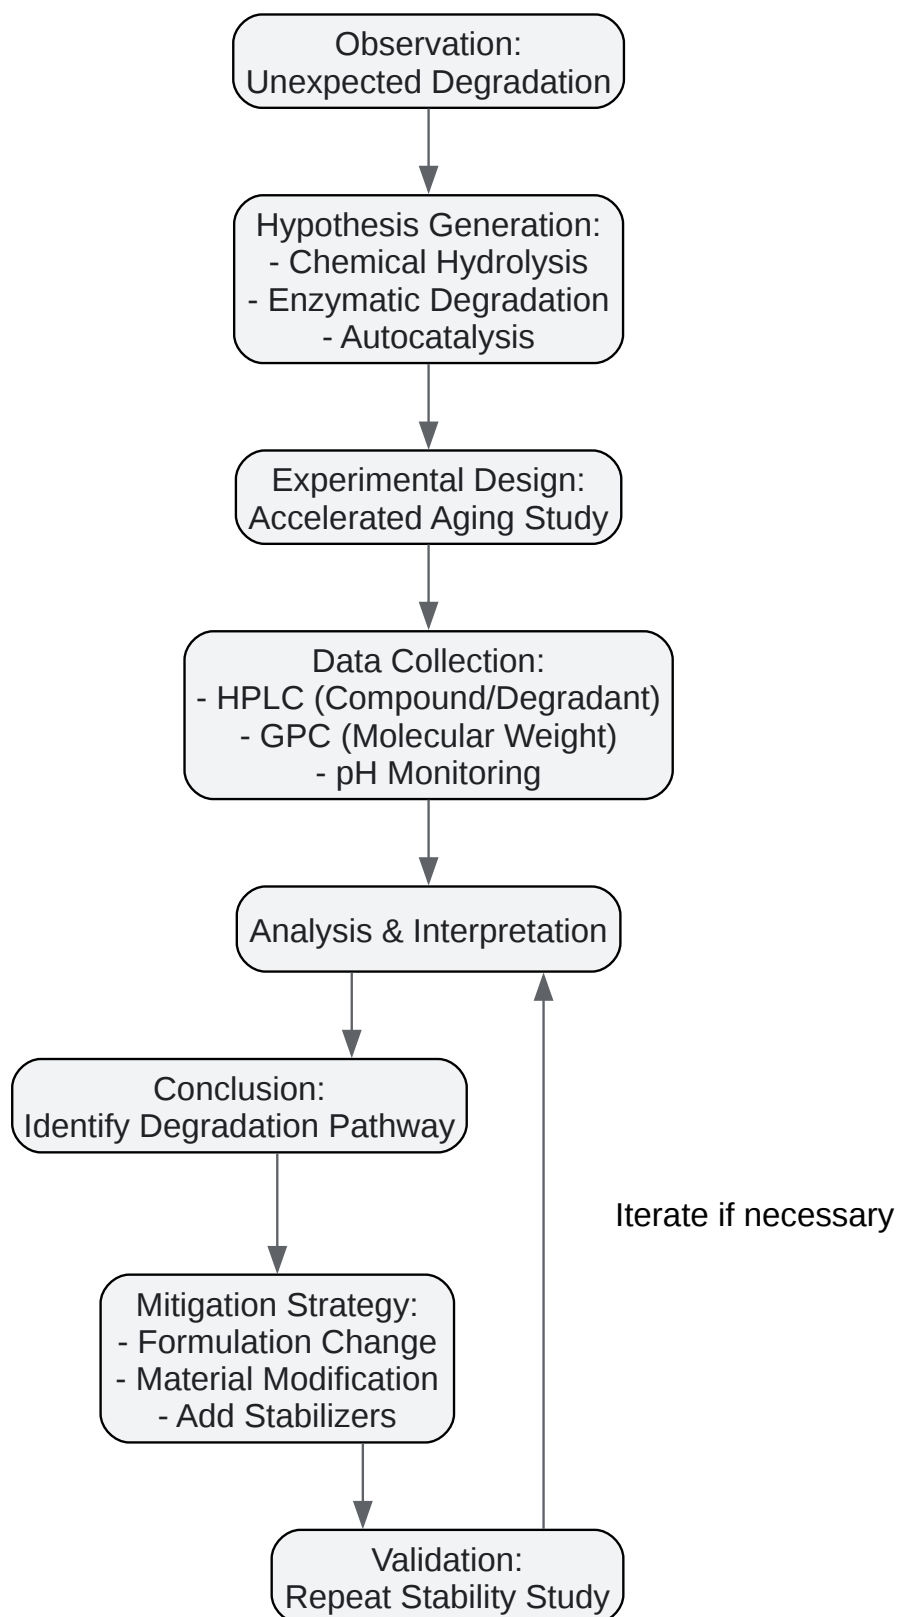 Observation:
Unexpected Degradation
Hypothesis Generation:
- Chemical Hydrolysis
- Enzymatic Degradation
- Autocatalysis
Experimental Design:
Accelerated Aging Study
Data Collection:
- HPLC (Compound/Degradant)
- GPC (Molecular Weight)
- pH Monitoring
Analysis & Interpretation
Conclusion:
Identify Degradation Pathway
Iterate if necessary
Mitigation Strategy:
- Formulation Change
- Material Modification
- Add Stabilizers
Validation:
Repeat Stability Study